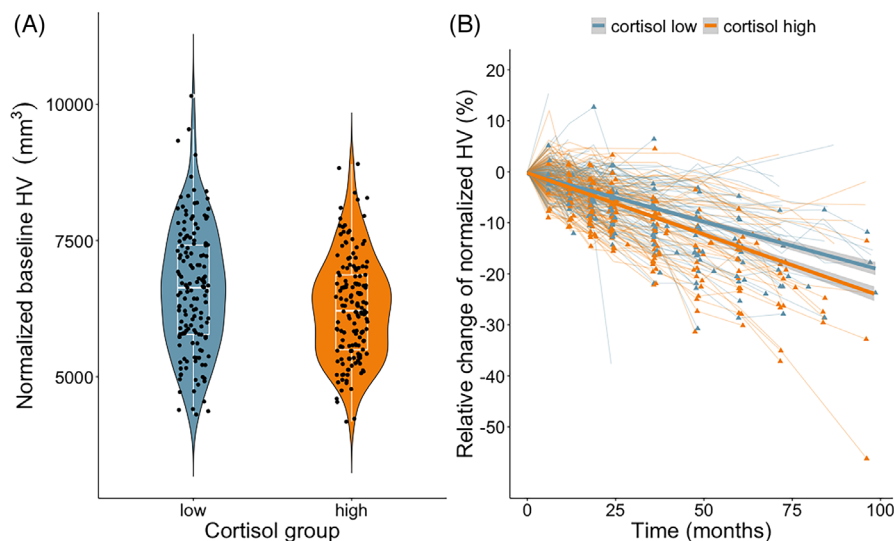 (A)
Normalized baseline HV (mm³)
10000
7500
5000
low
high
Cortisol group
(B)
cortisol low
cortisol high
Relative change of normalized HV (%)
20
-10
0
-10
-20
-30
-40
-50
0
25
50
75
100
Time (months)